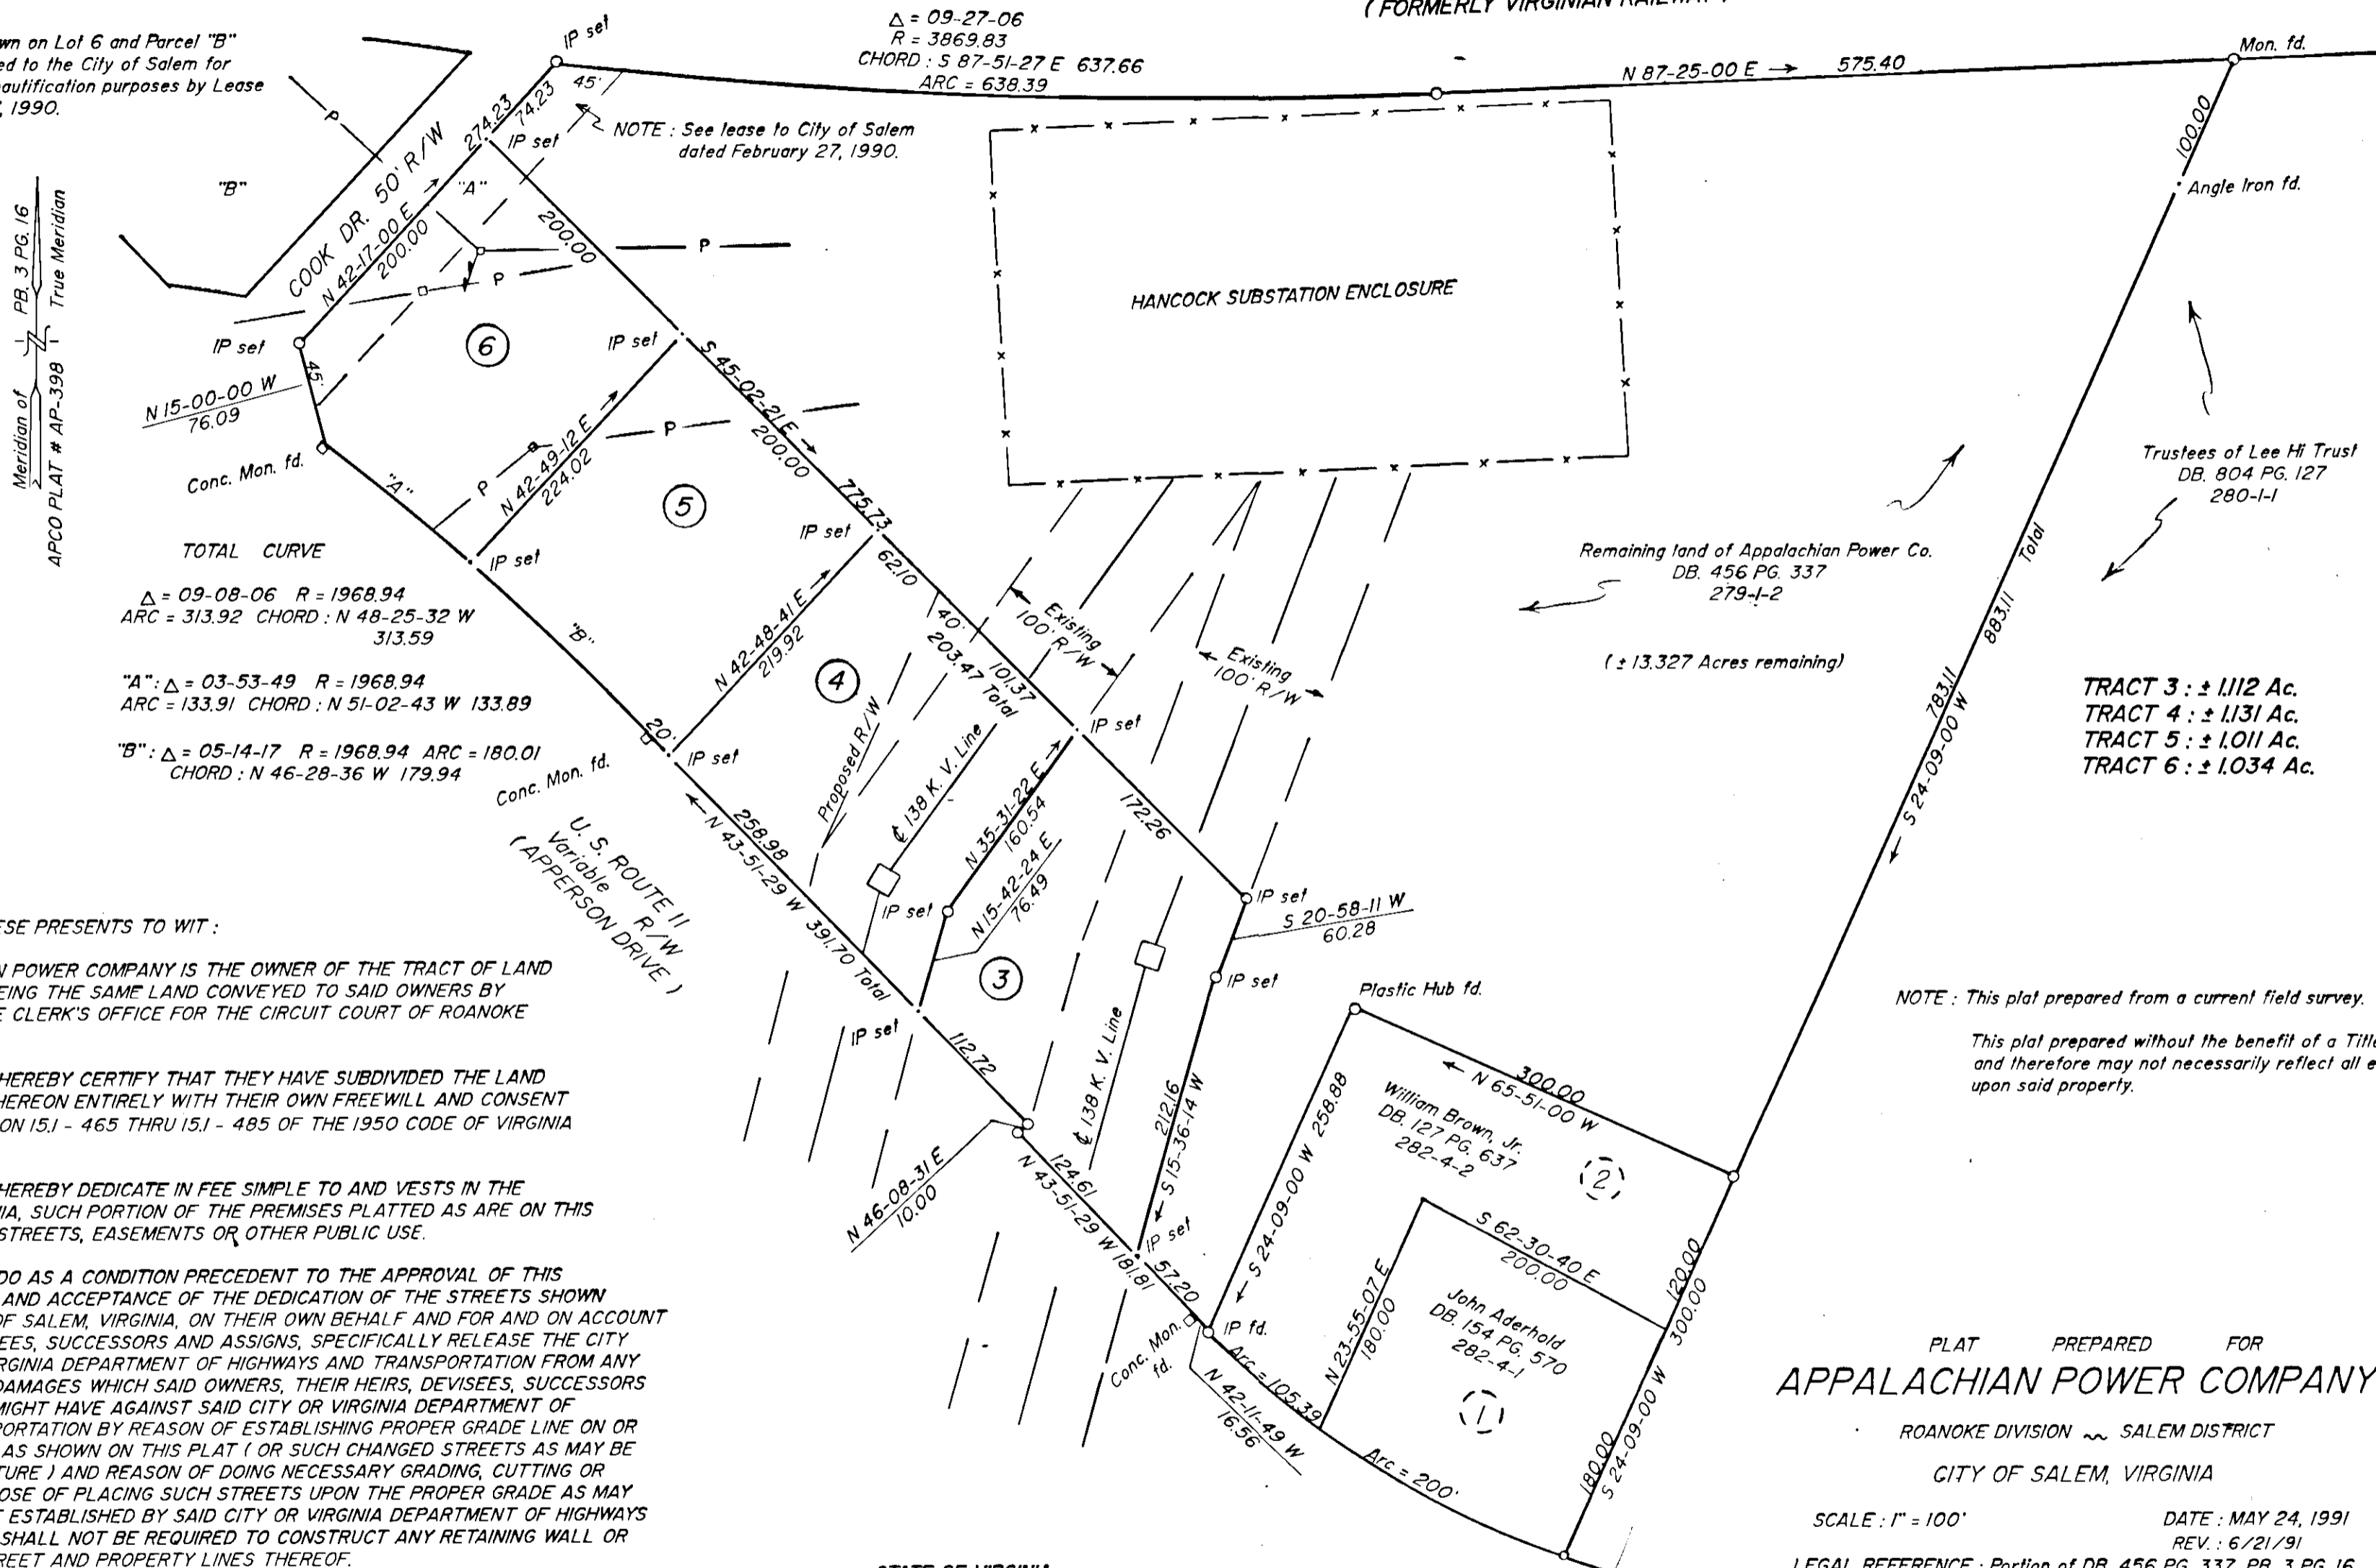 wn on Lot 6 and Parcel "B"
ed to the City of Salem for
eautification purposes by Lease
, 1990.
Δ = 09-27-06
R = 3869.83
CHORD : S 87-51-27 E 637.66
ARC = 638.39
( FORMERLY VIRGINIAN RAILWAY )
N 87-25-00 E → 575.40
Mon. fd.
100.00
Angle Iron fd.
IP set
45'
274.23
74.23
IP set
NOTE : See lease to City of Salem
dated February 27, 1990.
P
"B"
COOK DR. 50' R/W
N 42-17-00 E
200.00
"A"
200.00
P
P
Meridian of PB. 3 PG. 16
APCO PLAT # AP-398 True Meridian
HANCOCK SUBSTATION ENCLOSURE
IP set
6
IP set
45'
N 15-00-00 W
76.09
Conc. Mon. fd.
"A"
S 45-02-21 E
200.00
775.73
P
P
N 42-49-12 E
224.02
5
IP set
IP set
62.10
Trustees of Lee Hi Trust
DB. 804 PG. 127
280-1-1
Remaining land of Appalachian Power Co.
DB. 456 PG. 337
279-1-2
( ± 13.327 Acres remaining)
883.11 Total
783.11
S 24-09-00 W
TOTAL CURVE
Δ = 09-08-06 R = 1968.94
ARC = 313.92 CHORD : N 48-25-32 W
313.59
"A": Δ = 03-53-49 R = 1968.94
ARC = 133.91 CHORD : N 51-02-43 W 133.89
"B": Δ = 05-14-17 R = 1968.94 ARC = 180.01
CHORD : N 46-28-36 W 179.94
"B"
N 42-48-41 E
219.92
4
40'
203.47 Total
101.37
Existing
100' R/W
Existing
100' R/W
TRACT 3 : ± 1.112 Ac.
TRACT 4 : ± 1.131 Ac.
TRACT 5 : ± 1.011 Ac.
TRACT 6 : ± 1.034 Ac.
20'
IP set
Conc. Mon. fd.
Proposed R/W
℄ 138 K. V. Line
IP set
N 35-31-22 E
160.54
172.26
U. S. ROUTE 11
Variable R/W
( APPERSON DRIVE )
258.98
N 43-51-29 W 391.70 Total
IP set
N 15-42-24 E
76.49
IP set
S 20-58-11 W
60.28
IP set
3
IP set
112.72
℄ 138 K. V. Line
212.16
S 15-36-14 W
N 46-08-31 E
10.00
124.61
N 43-51-29 W 181.81
IP set
57.20
Plastic Hub fd.
300.00
N 65-51-00 W
S 24-09-00 W 258.88
William Brown, Jr.
DB. 127 PG. 637
282-4-2
2
S 62-30-40 E
200.00
N 23-55-07 E
180.00
John Aderhold
DB. 154 PG. 570
282-4-1
1
120.00
300.00
180.00
S 24-09-00 W
IP fd.
Conc. Mon.
fd.
N 42-11-49 W
16.56
Arc = 105.39
Arc = 200'
NOTE : This plat prepared from a current field survey.
This plat prepared without the benefit of a Title
and therefore may not necessarily reflect all e
upon said property.
ESE PRESENTS TO WIT :
N POWER COMPANY IS THE OWNER OF THE TRACT OF LAND
EING THE SAME LAND CONVEYED TO SAID OWNERS BY
E CLERK'S OFFICE FOR THE CIRCUIT COURT OF ROANOKE
HEREBY CERTIFY THAT THEY HAVE SUBDIVIDED THE LAND
HEREON ENTIRELY WITH THEIR OWN FREEWILL AND CONSENT
ON 15.1 - 465 THRU 15.1 - 485 OF THE 1950 CODE OF VIRGINIA
HEREBY DEDICATE IN FEE SIMPLE TO AND VESTS IN THE
IA, SUCH PORTION OF THE PREMISES PLATTED AS ARE ON THIS
STREETS, EASEMENTS OR OTHER PUBLIC USE.
DO AS A CONDITION PRECEDENT TO THE APPROVAL OF THIS
AND ACCEPTANCE OF THE DEDICATION OF THE STREETS SHOWN
OF SALEM, VIRGINIA, ON THEIR OWN BEHALF AND FOR AND ON ACCOUNT
EES, SUCCESSORS AND ASSIGNS, SPECIFICALLY RELEASE THE CITY
RGINIA DEPARTMENT OF HIGHWAYS AND TRANSPORTATION FROM ANY
DAMAGES WHICH SAID OWNERS, THEIR HEIRS, DEVISEES, SUCCESSORS
MIGHT HAVE AGAINST SAID CITY OR VIRGINIA DEPARTMENT OF
PORTATION BY REASON OF ESTABLISHING PROPER GRADE LINE ON OR
AS SHOWN ON THIS PLAT ( OR SUCH CHANGED STREETS AS MAY BE
TURE ) AND REASON OF DOING NECESSARY GRADING, CUTTING OR
OSE OF PLACING SUCH STREETS UPON THE PROPER GRADE AS MAY
E ESTABLISHED BY SAID CITY OR VIRGINIA DEPARTMENT OF HIGHWAYS
SHALL NOT BE REQUIRED TO CONSTRUCT ANY RETAINING WALL OR
REET AND PROPERTY LINES THEREOF.
STATE OF VIRGINIA
PLAT PREPARED FOR
APPALACHIAN POWER COMPANY
ROANOKE DIVISION ~ SALEM DISTRICT
CITY OF SALEM, VIRGINIA
SCALE : 1" = 100'
DATE : MAY 24, 1991
REV. : 6/21/91
LEGAL REFERENCE : Portion of DB. 456 PG. 337, PB. 3 PG. 16